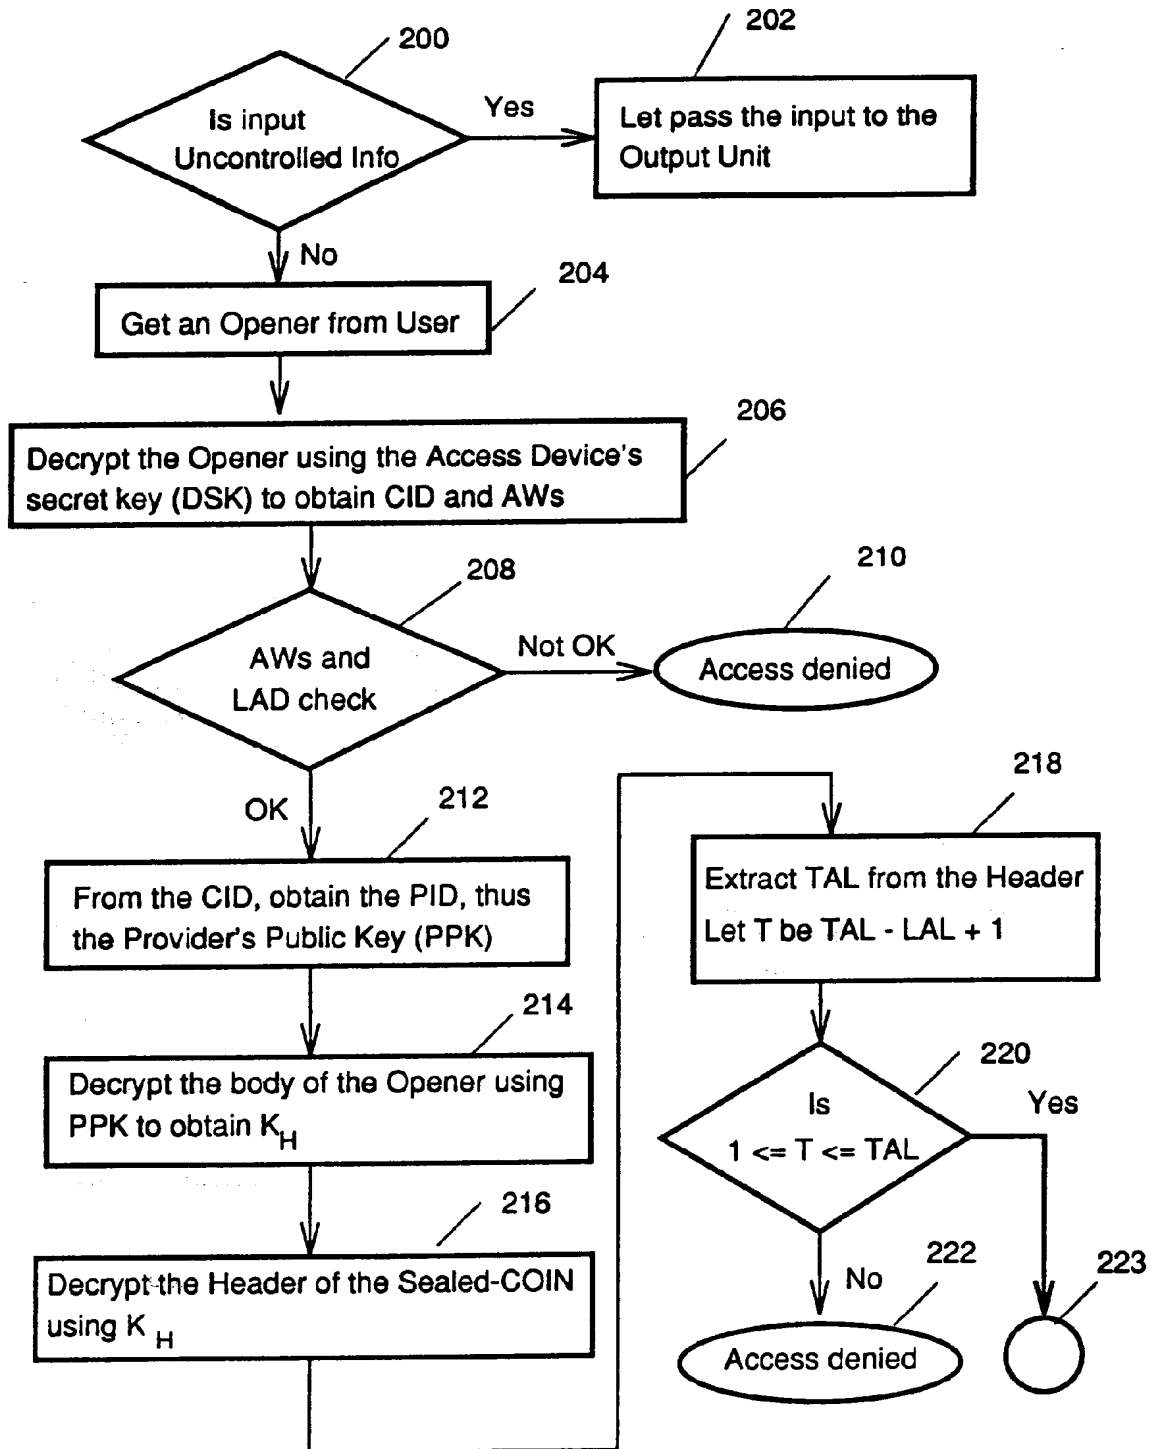 200
202
Is input
Uncontrolled Info
Yes
Let pass the input to the
Output Unit
No
204
Get an Opener from User
206
Decrypt the Opener using the Access Device's
secret key (DSK) to obtain CID and AWs
208
210
AWs and
LAD check
Not OK
Access denied
OK
212
From the CID, obtain the PID, thus
the Provider's Public Key (PPK)
214
Decrypt the body of the Opener using
PPK to obtain K_H
216
Decrypt the Header of the Sealed-COIN
using K_H
218
Extract TAL from the Header
Let T be TAL - LAL + 1
220
Is
1 <= T <= TAL
Yes
No
222
Access denied
223